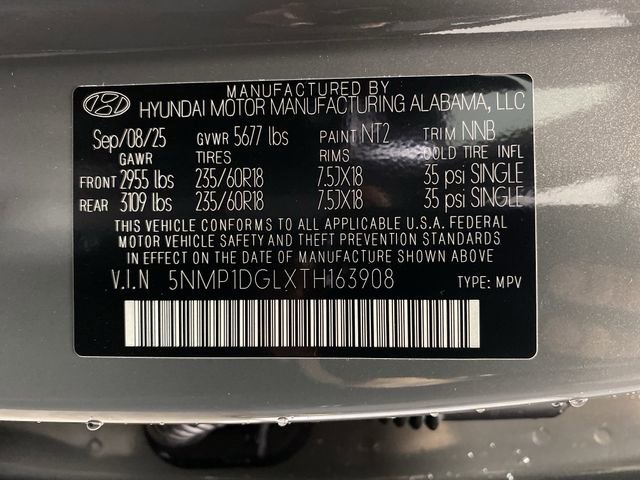 MANUFACTURED BY
HYUNDAI MOTOR MANUFACTURING ALABAMA, LLC
Sep/08/25 GVWR 5677 lbs PAINT NT2 TRIM NNB
GAWR TIRES RIMS COLD TIRE INFL
FRONT 2955 lbs 235/60R18 7.5JX18 35 psi SINGLE
REAR 3109 lbs 235/60R18 7.5JX18 35 psi SINGLE
THIS VEHICLE CONFORMS TO ALL APPLICABLE U.S.A. FEDERAL
MOTOR VEHICLE SAFETY AND THEFT PREVENTION STANDARDS
IN EFFECT ON THE DATE OF MANUFACTURE SHOWN ABOVE
V.I.N 5NMP1DGLXTH163908 TYPE: MPV